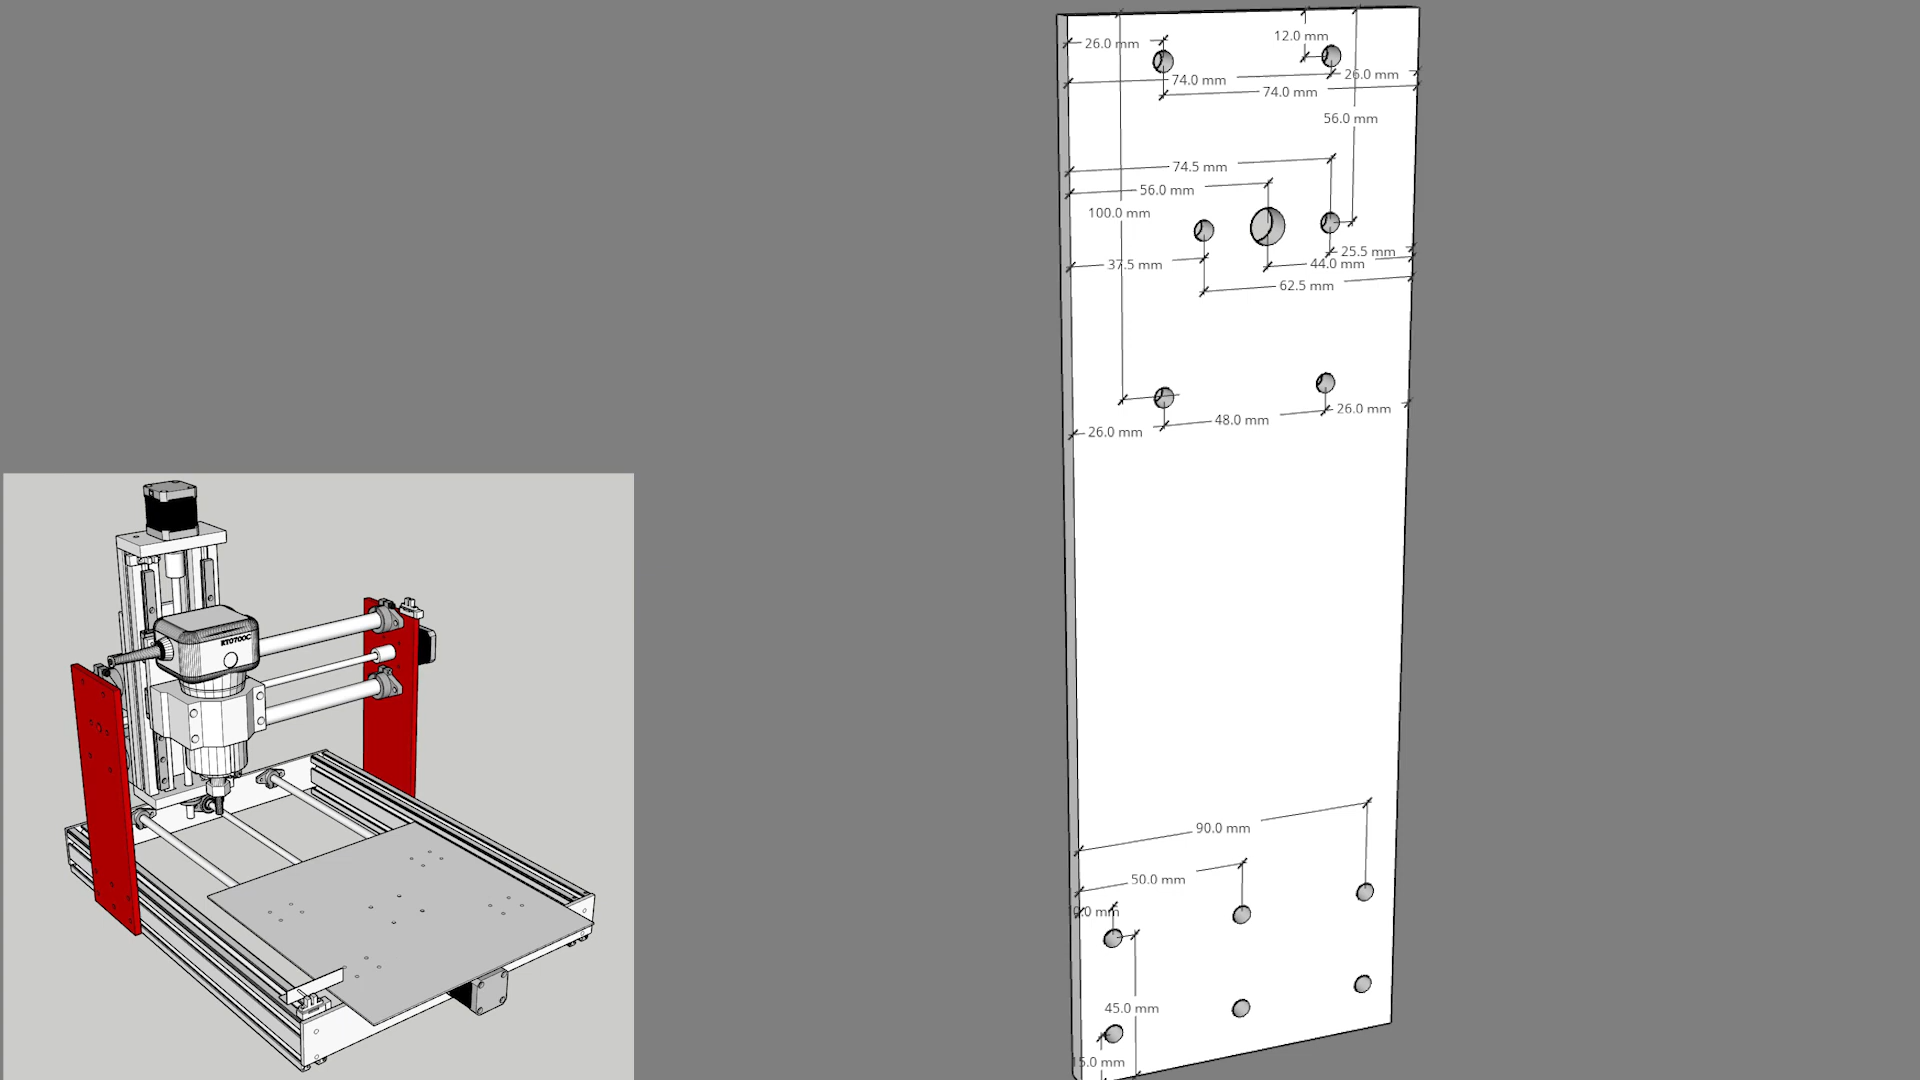 12.0 mm
26.0 mm
26.0 mm
74.0 mm
74.0 mm
56.0 mm
74.5 mm
56.0 mm
100.0 mm
25.5 mm
37.5 mm
44.0 mm
62.5 mm
26.0 mm
48.0 mm
26.0 mm
90.0 mm
50.0 mm
45.0 mm
RT0700C